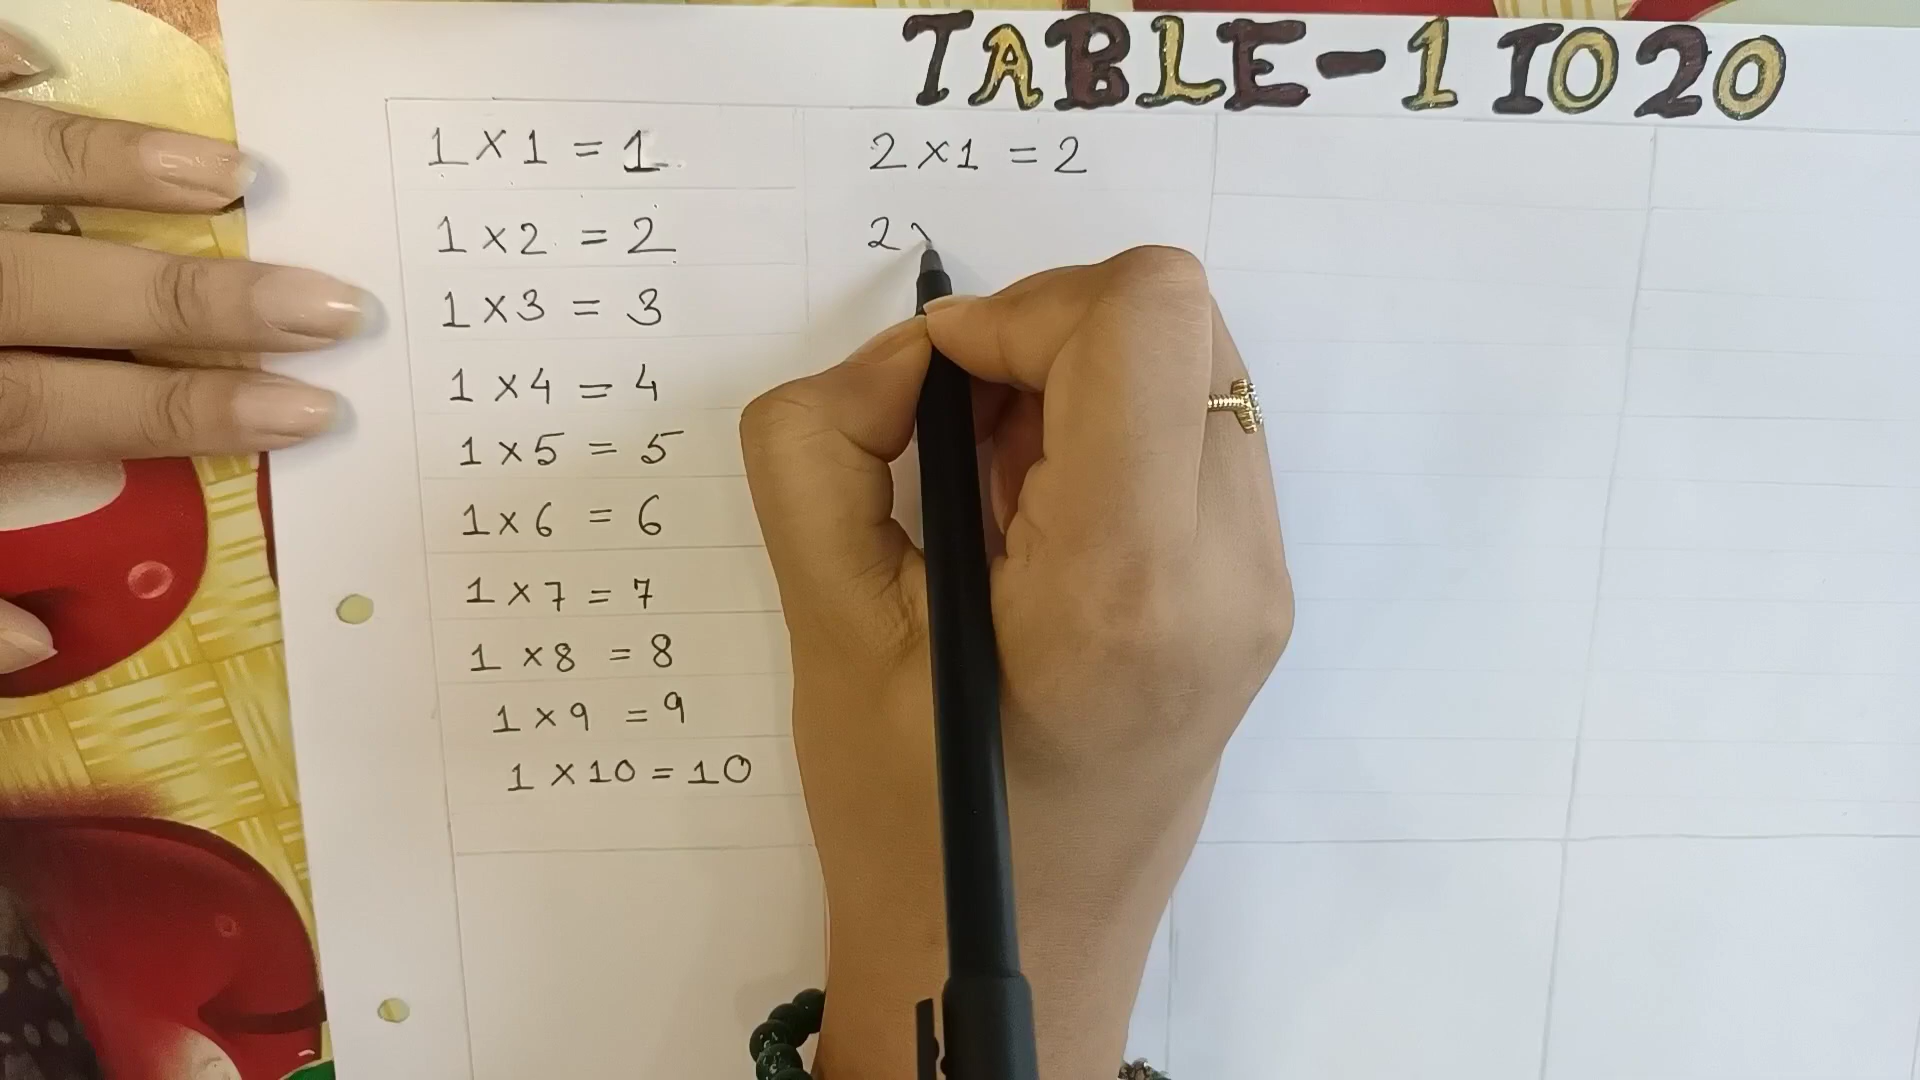 TABLE-1 TO 20
1 × 1 = 1
1 × 2 = 2
1 × 3 = 3
1 × 4 = 4
1 × 5 = 5
1 × 6 = 6
1 × 7 = 7
1 × 8 = 8
1 × 9 = 9
1 × 10 = 10
2 × 1 = 2
2 ×